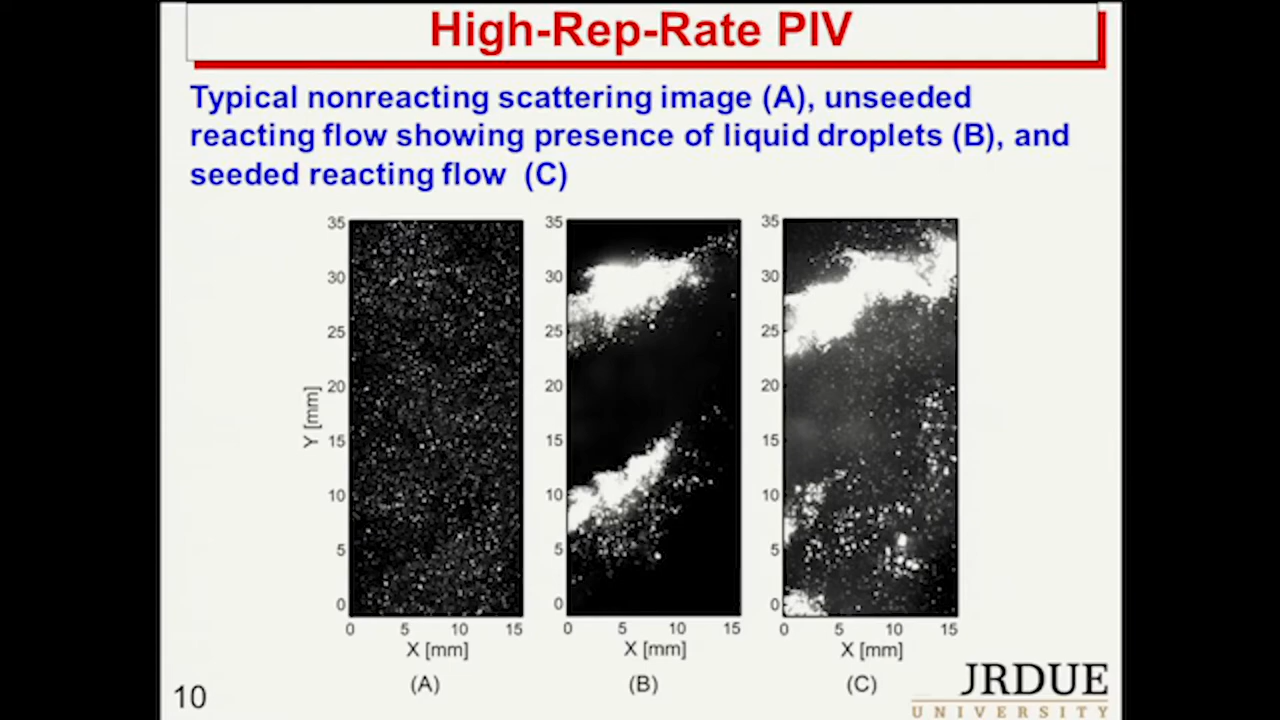 High-Rep-Rate PIV
Typical nonreacting scattering image (A), unseeded
reacting flow showing presence of liquid droplets (B), and
seeded reacting flow (C)
35 35 35
30 30 30
25 25 25
20 20 20
15 15 15
10 10 10
5 5 5
0 0 0
Y [mm]
0 5 10 15 0 5 10 15 0 5 10 15
X [mm] X [mm] X [mm]
(A) (B) (C)
10
JRDUE
UNIVERSITY